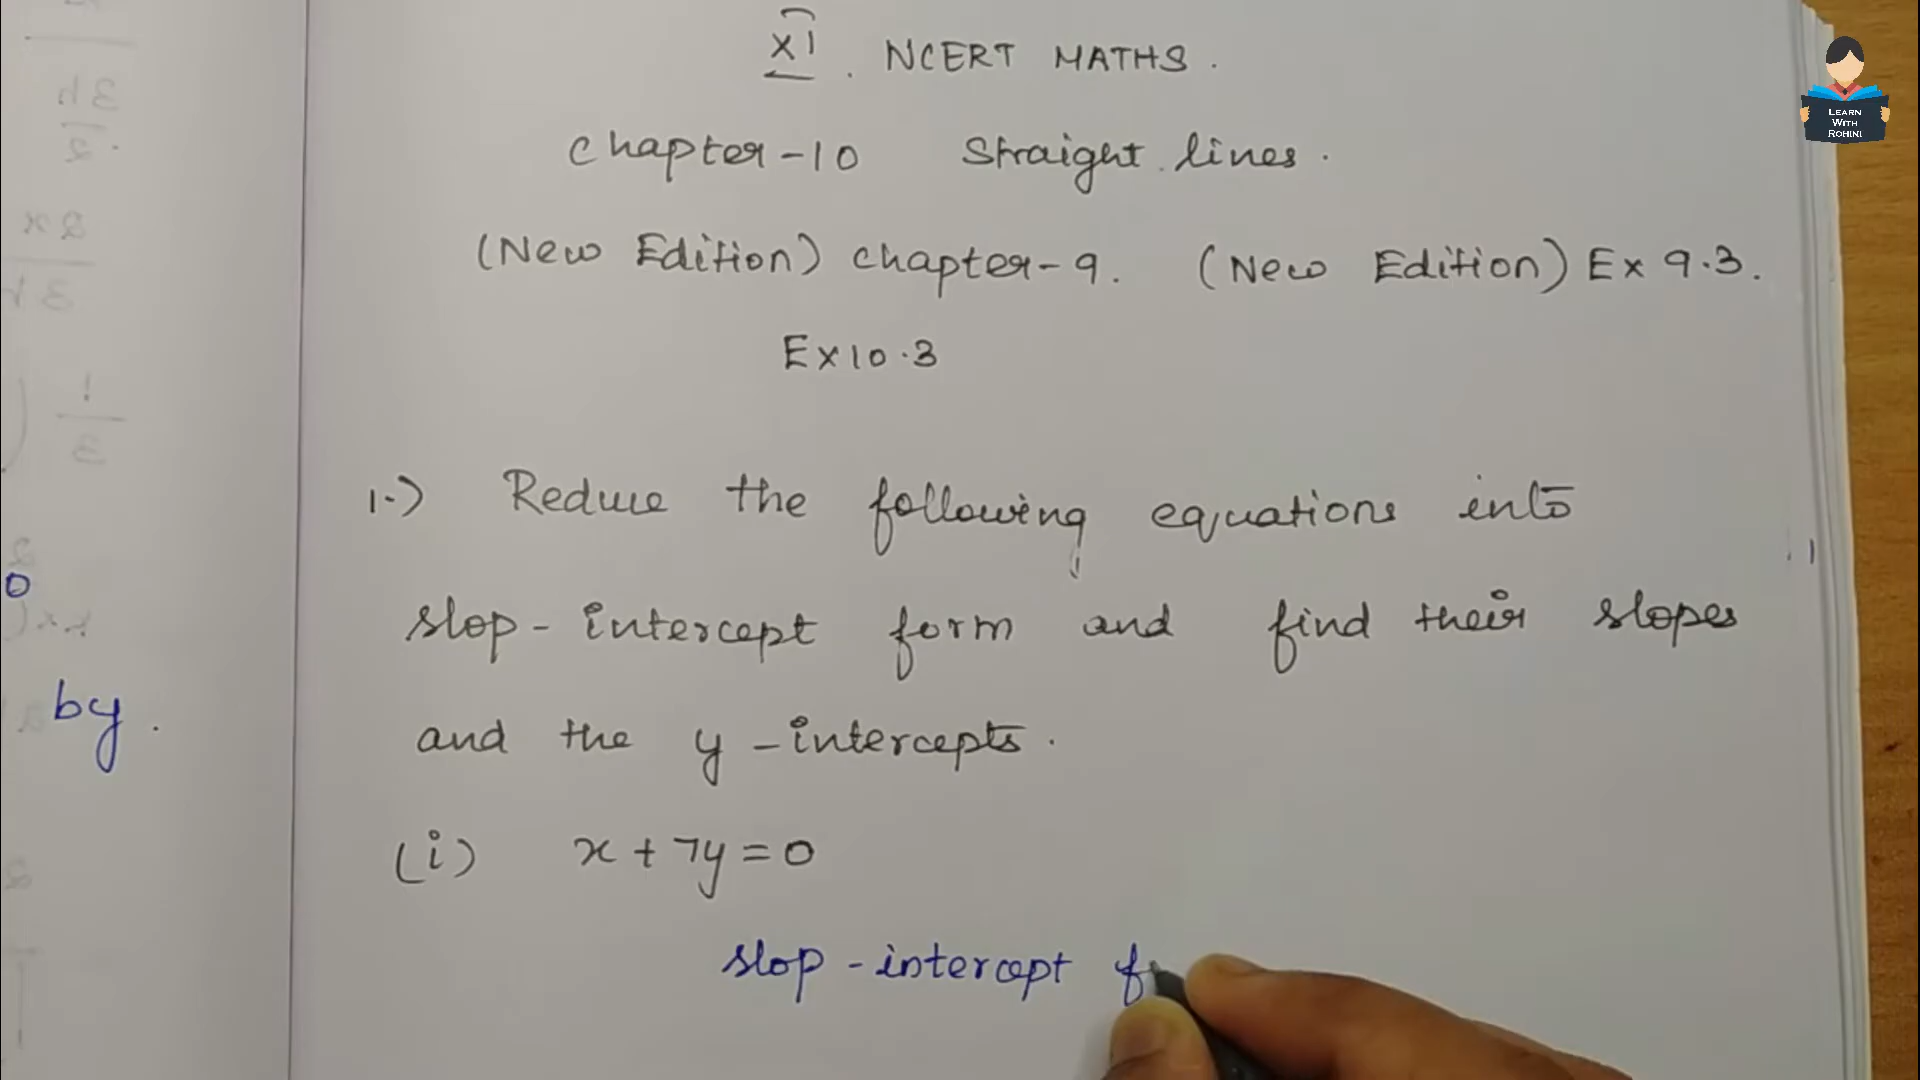 XI. NCERT MATHS.
Chapter-10 Straight lines.
(New Edition) Chapter-9. (New Edition) Ex 9.3.
Ex 10.3
1.) Reduce the following equations into
slop-intercept form and find their slopes
and the y-intercepts.
(i) x+7y=0
slop-intercept f
0
by.
LEARN
WITH
ROHINI